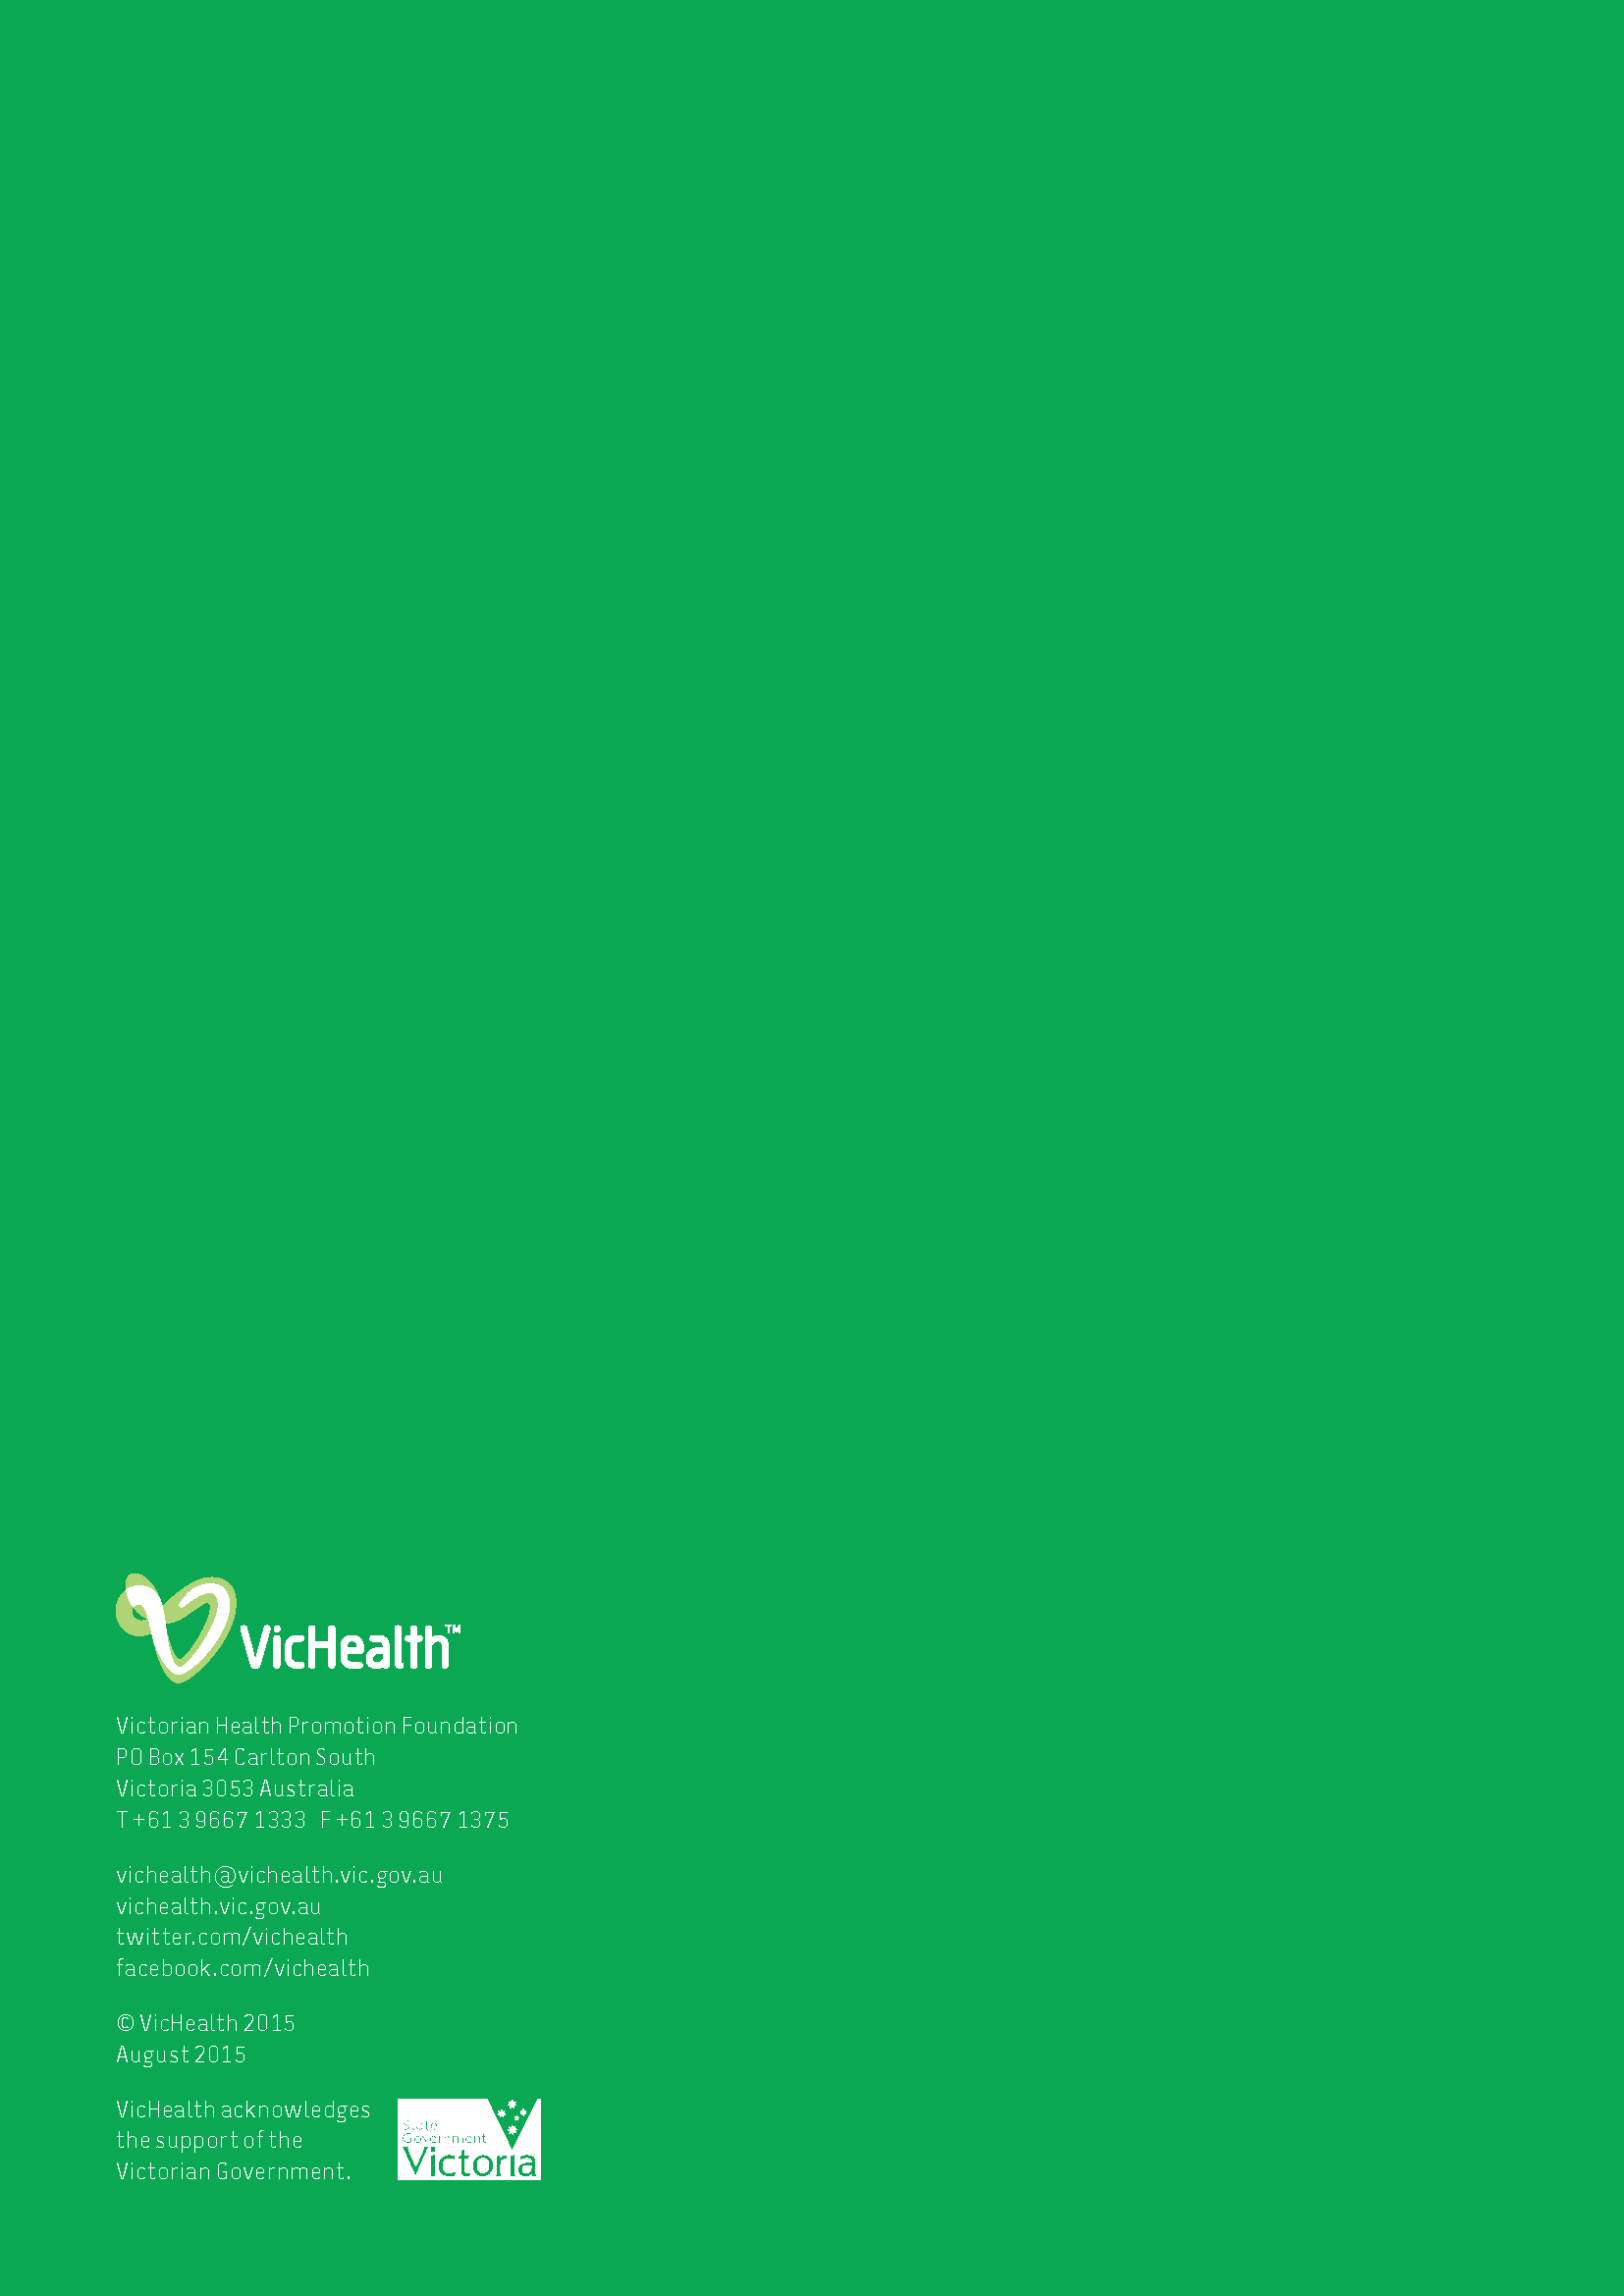 VicHealth™
Victorian Health Promotion Foundation
PO Box 154 Carlton South
Victoria 3053 Australia
T +61 3 9667 1333 F +61 3 9667 1375
vichealth@vichealth.vic.gov.au
vichealth.vic.gov.au
twitter.com/vichealth
facebook.com/vichealth
© VicHealth 2015
August 2015
VicHealth acknowledges
the support of the
Victorian Government.
State
Government
Victoria